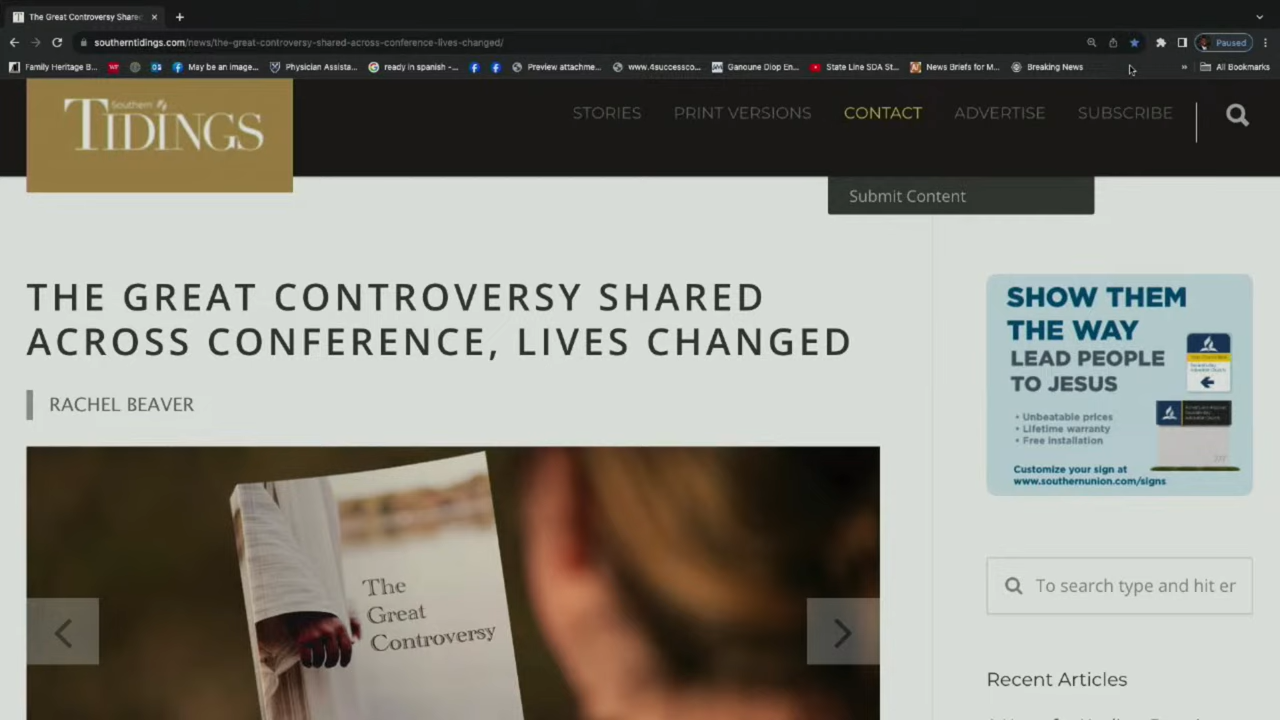 The Great Controversy Share
southerntidings.com/news/the-great-controversy-shared-across-conference-lives-changed/
Paused
Family Heritage B...
May be an image...
Physician Assista...
ready in spanish -...
Preview attachme...
www.4successco...
Ganoune Diop En...
State Line SDA St...
News Briefs for M...
Breaking News
» All Bookmarks
Southern
TIDINGS
STORIES PRINT VERSIONS CONTACT ADVERTISE SUBSCRIBE
Submit Content
THE GREAT CONTROVERSY SHARED
ACROSS CONFERENCE, LIVES CHANGED
RACHEL BEAVER
The
Great
Controversy
SHOW THEM
THE WAY
LEAD PEOPLE
TO JESUS
• Unbeatable prices
• Lifetime warranty
• Free installation
Customize your sign at
www.southernunion.com/signs
To search type and hit er
Recent Articles